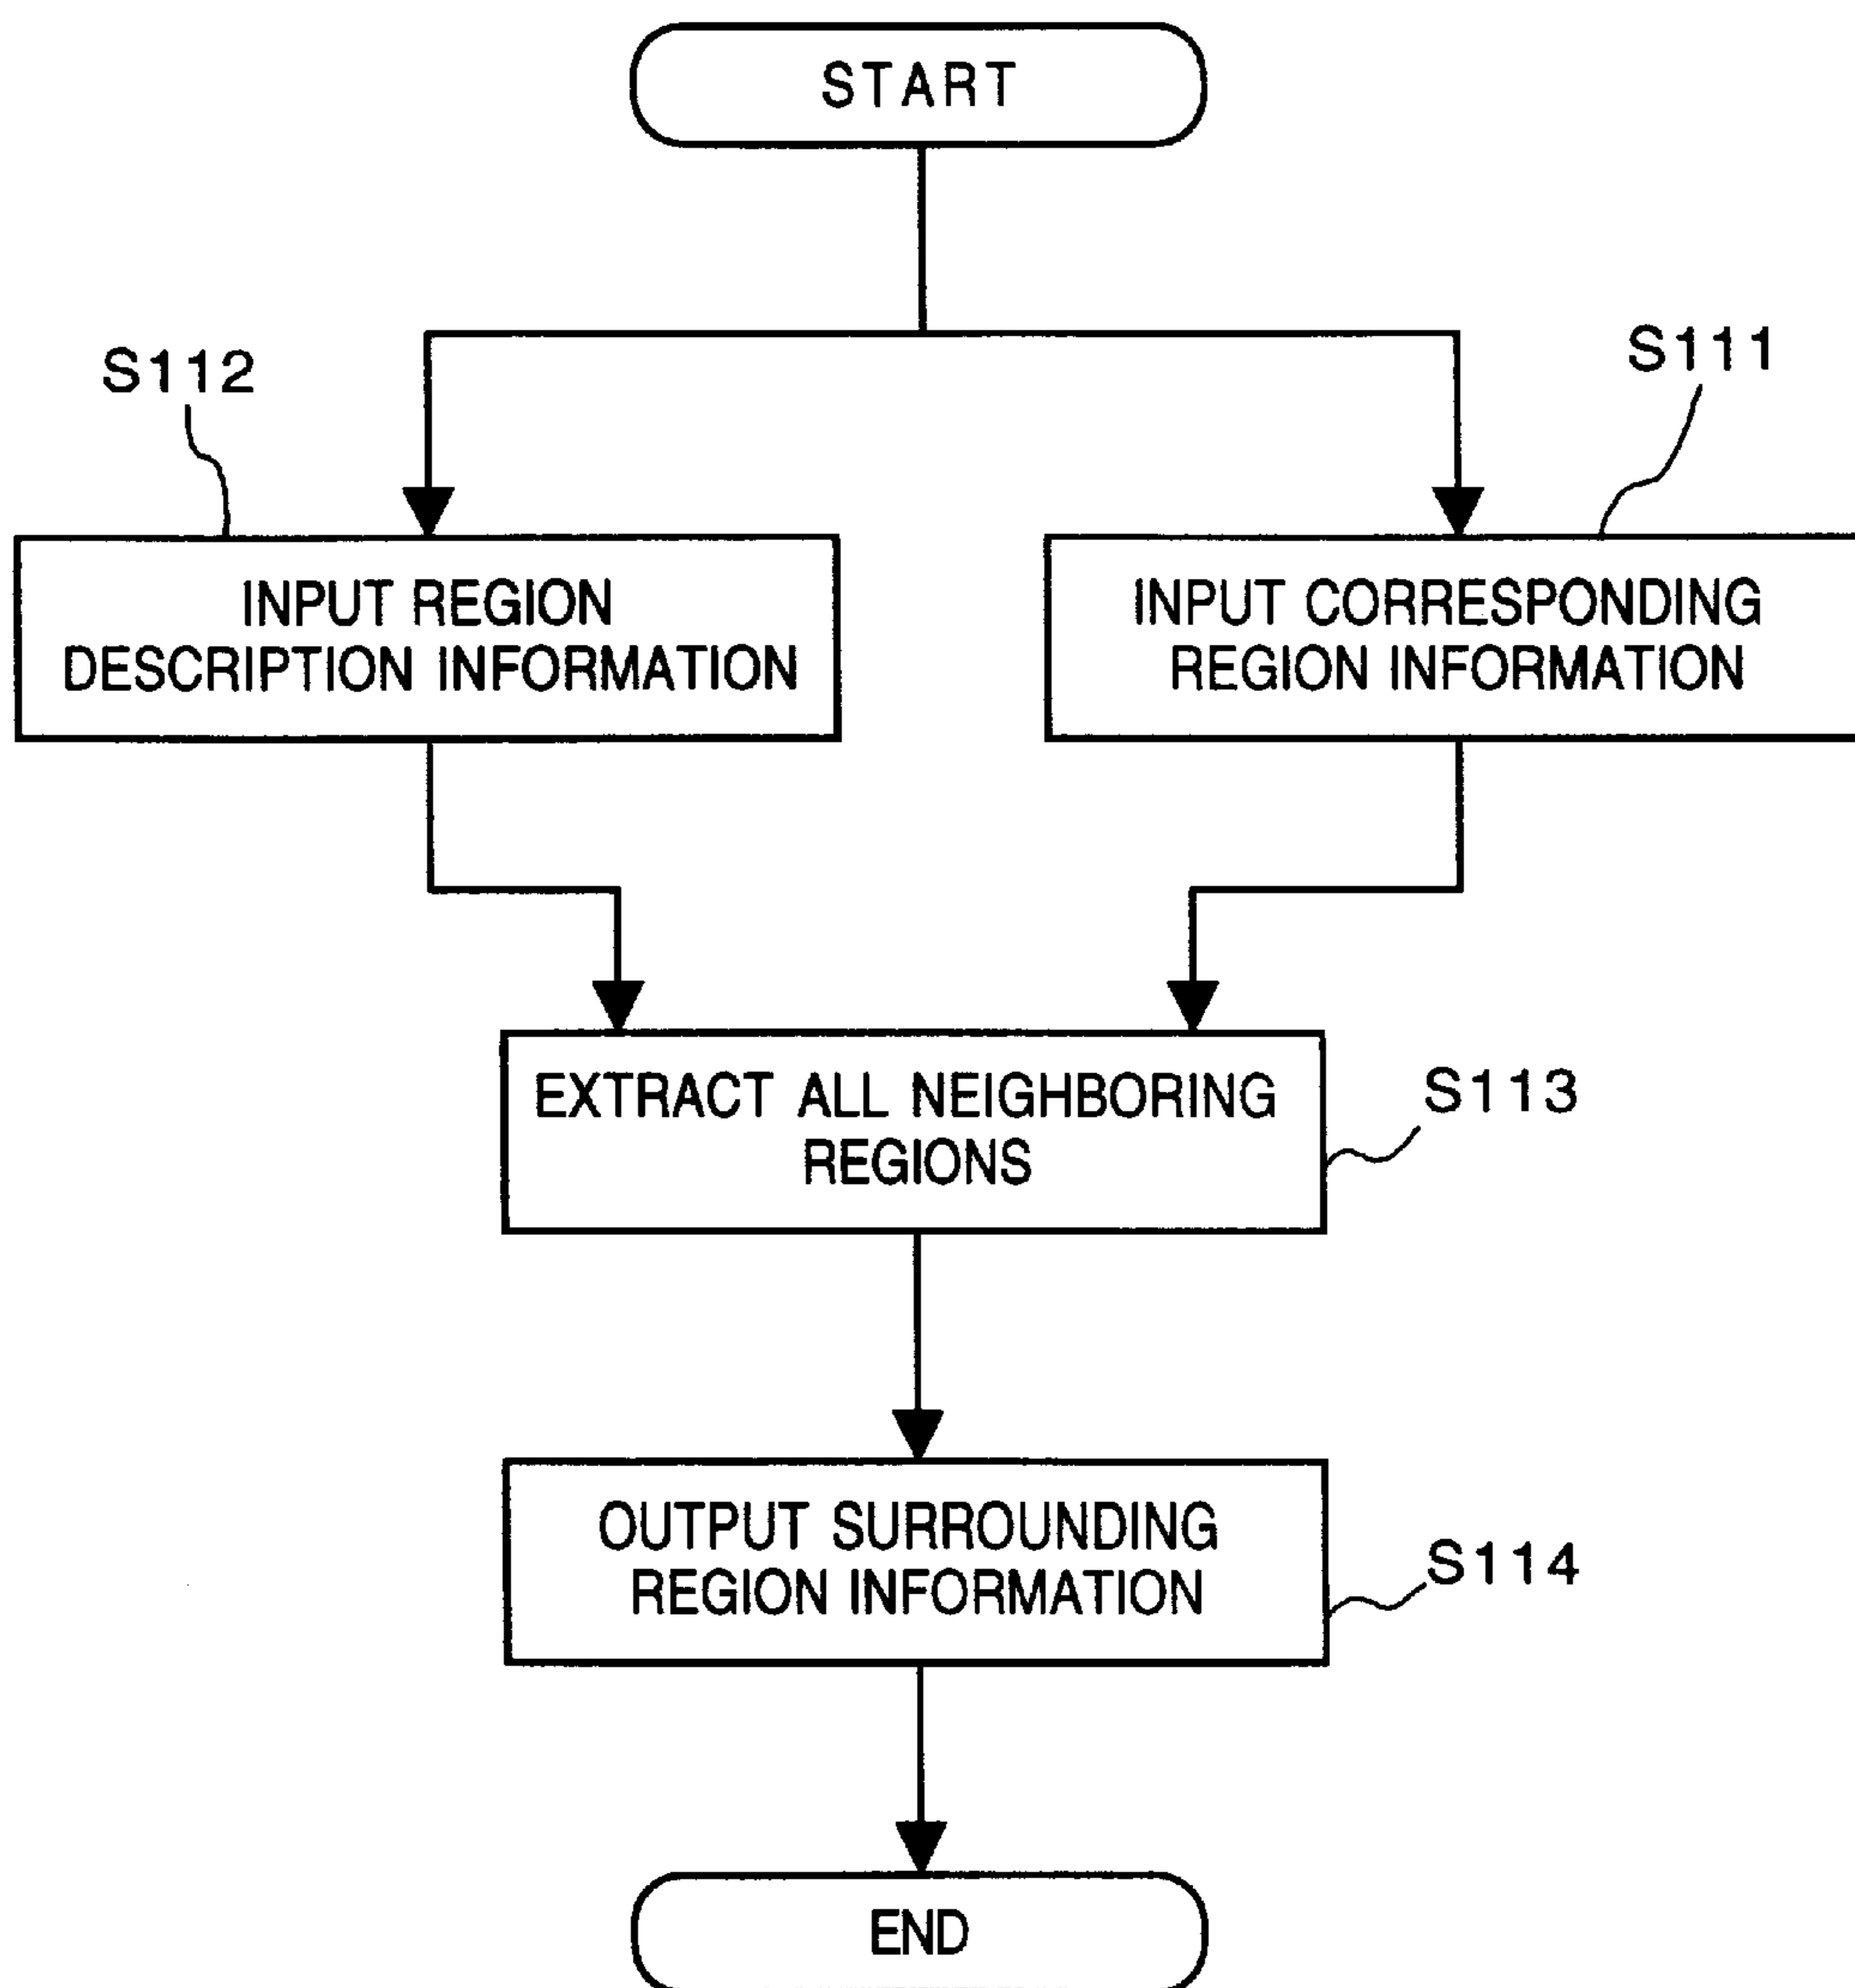 START
S112
S111
INPUT REGION
DESCRIPTION INFORMATION
INPUT CORRESPONDING
REGION INFORMATION
EXTRACT ALL NEIGHBORING
REGIONS
S113
OUTPUT SURROUNDING
REGION INFORMATION
S114
END